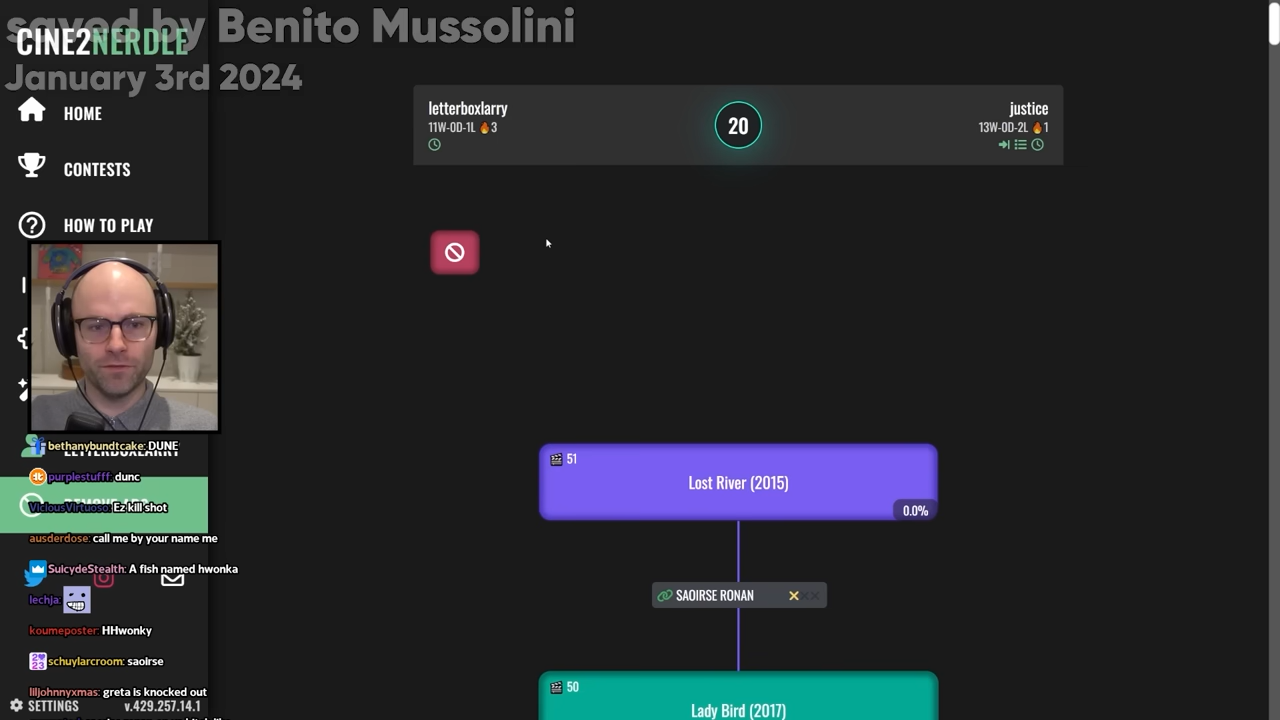 saved by Benito Mussolini
CINE2NERDLE
January 3rd 2024
HOME
CONTESTS
HOW TO PLAY
letterboxlarry
11W-0D-1L 3
20
justice
13W-0D-2L 1
51
Lost River (2015)
0.0%
SAOIRSE RONAN
50
Lady Bird (2017)
bethanybundtcake: DUNE
LETTERBOXLARRY
purplestufff: dunc
REMOVE ADS
ViciousVirtuoso: Ez kill shot
ausderdose: call me by your name me
SuicydeStealth: A fish named hwonka
lechja:
koumeposter: HHwonky
schuylarcroom: saoirse
liljohnnyxmas: greta is knocked out
SETTINGS
v.429.257.14.1